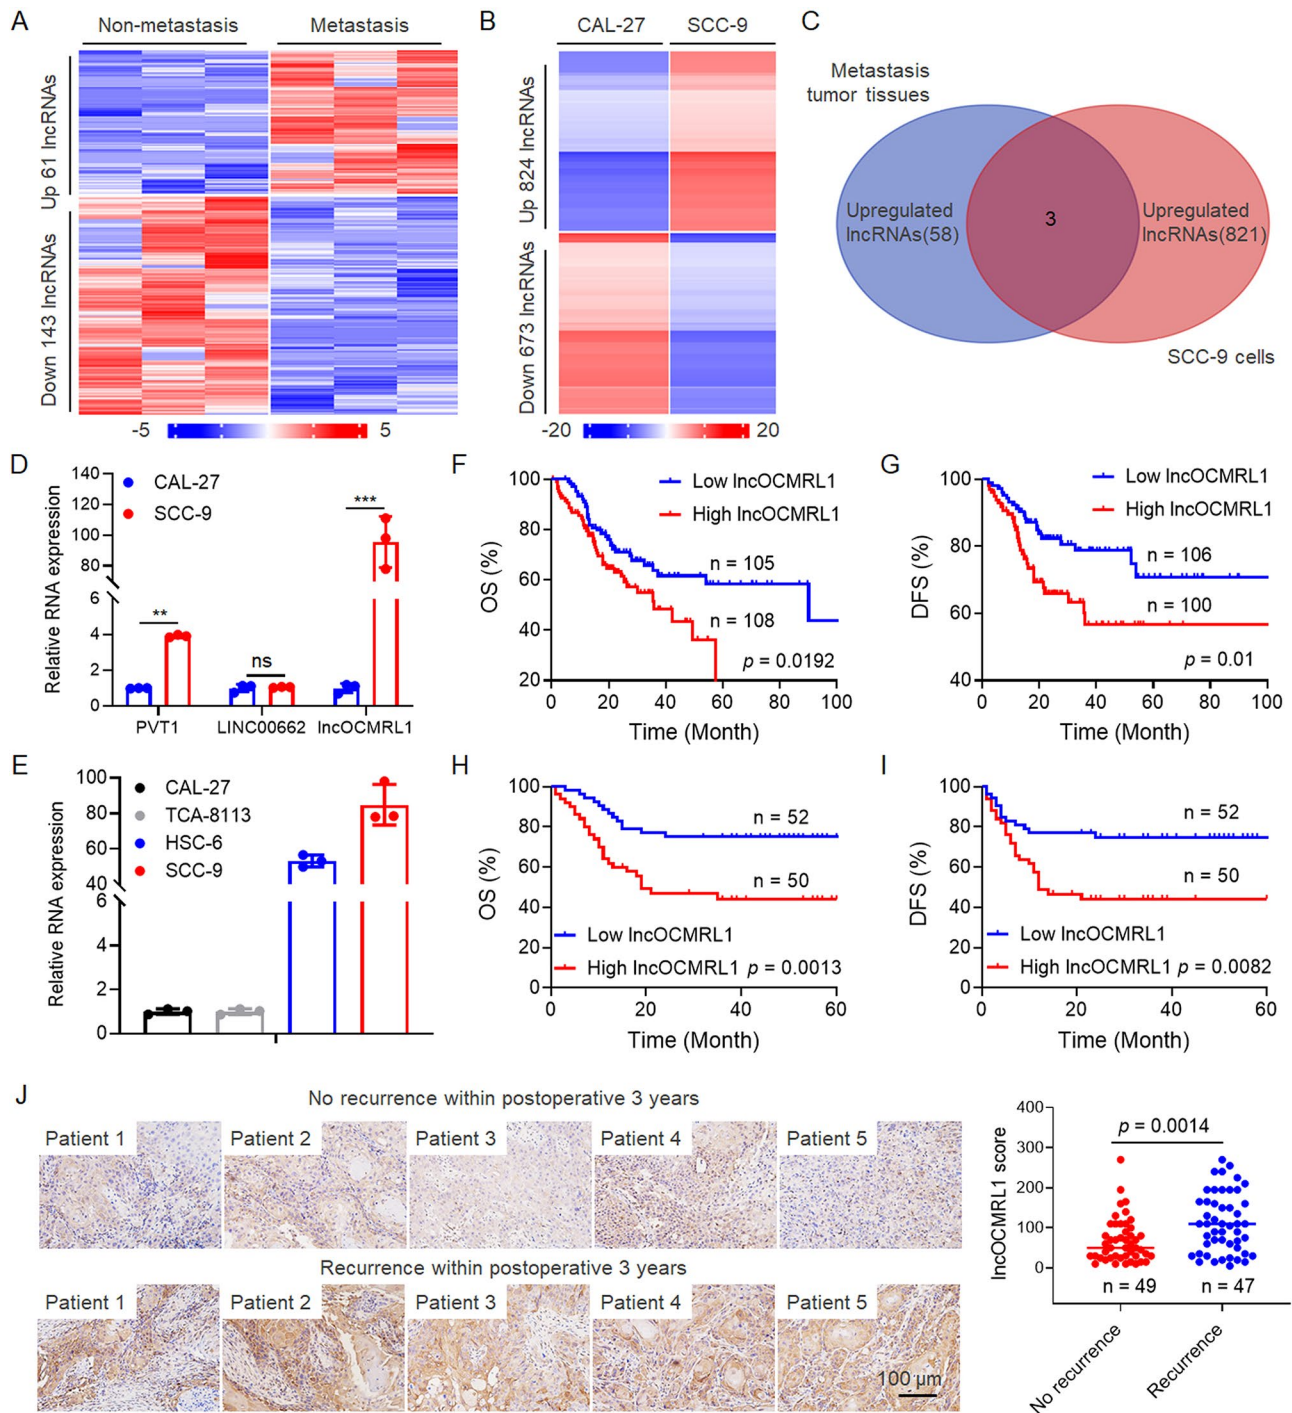 A
Non-metastasis
Metastasis
Up 61 lncRNAs
Down 143 lncRNAs
-5
5
B
CAL-27
SCC-9
Up 824 lncRNAs
Down 673 lncRNAs
-20
20
C
Metastasis
tumor tissues
Upregulated
lncRNAs(58)
3
Upregulated
lncRNAs(821)
SCC-9 cells
D
Relative RNA expression
140
120
100
80
6
4
2
0
CAL-27
SCC-9
**
ns
***
PVT1
LINC00662
lncOCMRL1
F
OS (%)
100
80
60
40
20
Low lncOCMRL1
High lncOCMRL1
n = 105
n = 108
p = 0.0192
0
20
40
60
80
100
Time (Month)
G
DFS (%)
100
80
60
40
Low lncOCMRL1
High lncOCMRL1
n = 106
n = 100
p = 0.01
0
20
40
60
80
100
Time (Month)
E
Relative RNA expression
100
80
60
40
6
4
2
0
CAL-27
TCA-8113
HSC-6
SCC-9
H
OS (%)
100
80
60
40
20
0
n = 52
n = 50
Low lncOCMRL1
High lncOCMRL1 p = 0.0013
0
20
40
60
Time (Month)
I
DFS (%)
100
80
60
40
20
0
n = 52
n = 50
Low lncOCMRL1
High lncOCMRL1 p = 0.0082
0
20
40
60
Time (Month)
J
No recurrence within postoperative 3 years
Patient 1
Patient 2
Patient 3
Patient 4
Patient 5
Recurrence within postoperative 3 years
Patient 1
Patient 2
Patient 3
Patient 4
Patient 5
100 μm
lncOCMRL1 score
400
300
200
100
0
p = 0.0014
n = 49
n = 47
No recurrence
Recurrence